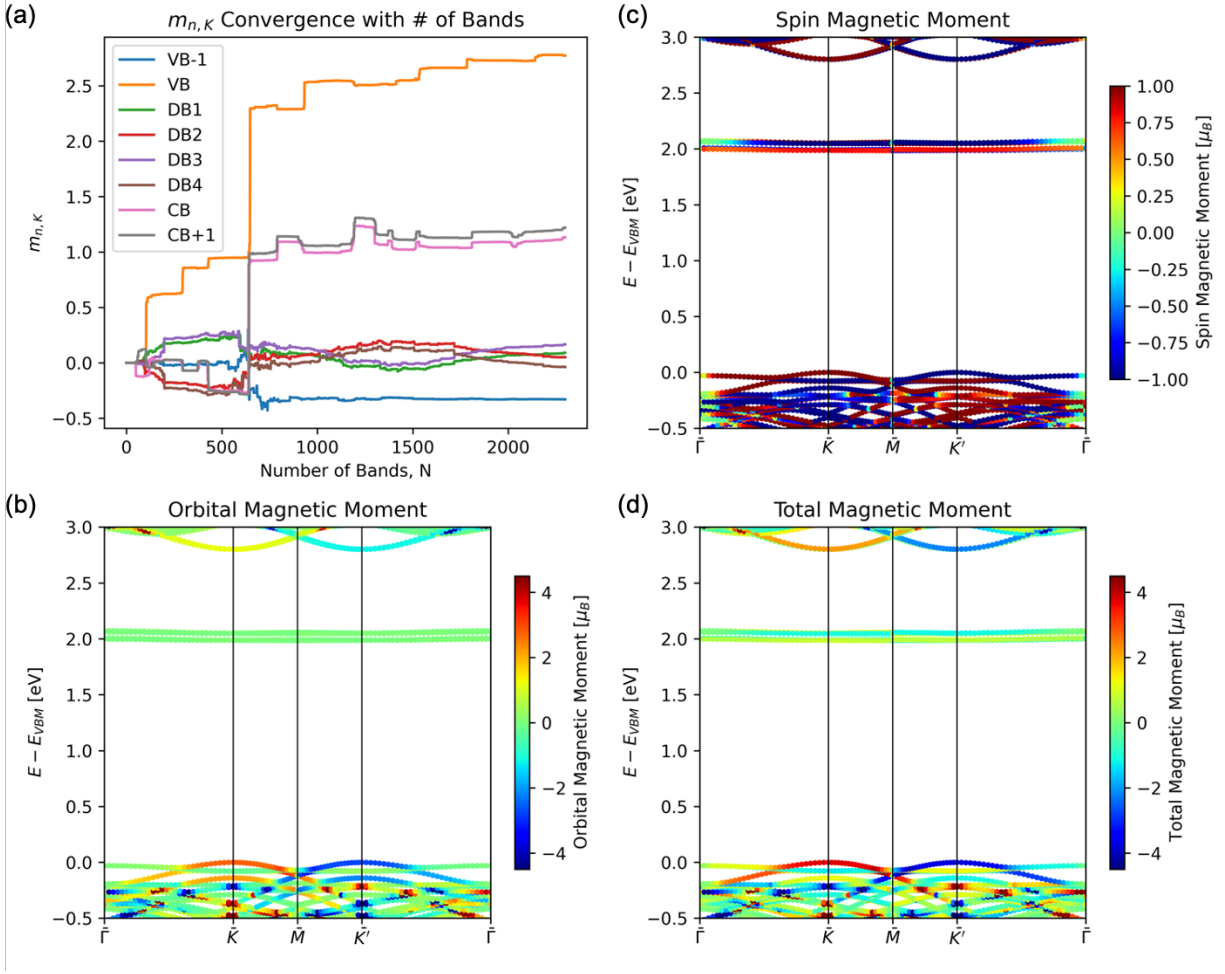 (a)
m_{n,K} Convergence with # of Bands
VB-1
VB
DB1
DB2
DB3
DB4
CB
CB+1
m_{n,K}
2.5
2.0
1.5
1.0
0.5
0.0
−0.5
0
500
1000
1500
2000
Number of Bands, N
(c)
Spin Magnetic Moment
E − E_{VBM} [eV]
3.0
2.5
2.0
1.5
1.0
0.5
0.0
−0.5
Γ̄
K̄
M̄
K̄′
Γ̄
1.00
0.75
0.50
0.25
0.00
−0.25
−0.50
−0.75
−1.00
Spin Magnetic Moment [μ_B]
(b)
Orbital Magnetic Moment
E − E_{VBM} [eV]
3.0
2.5
2.0
1.5
1.0
0.5
0.0
−0.5
Γ̄
K̄
M̄
K̄′
Γ̄
4
2
0
−2
−4
Orbital Magnetic Moment [μ_B]
(d)
Total Magnetic Moment
E − E_{VBM} [eV]
3.0
2.5
2.0
1.5
1.0
0.5
0.0
−0.5
Γ̄
K̄
M̄
K̄′
Γ̄
4
2
0
−2
−4
Total Magnetic Moment [μ_B]